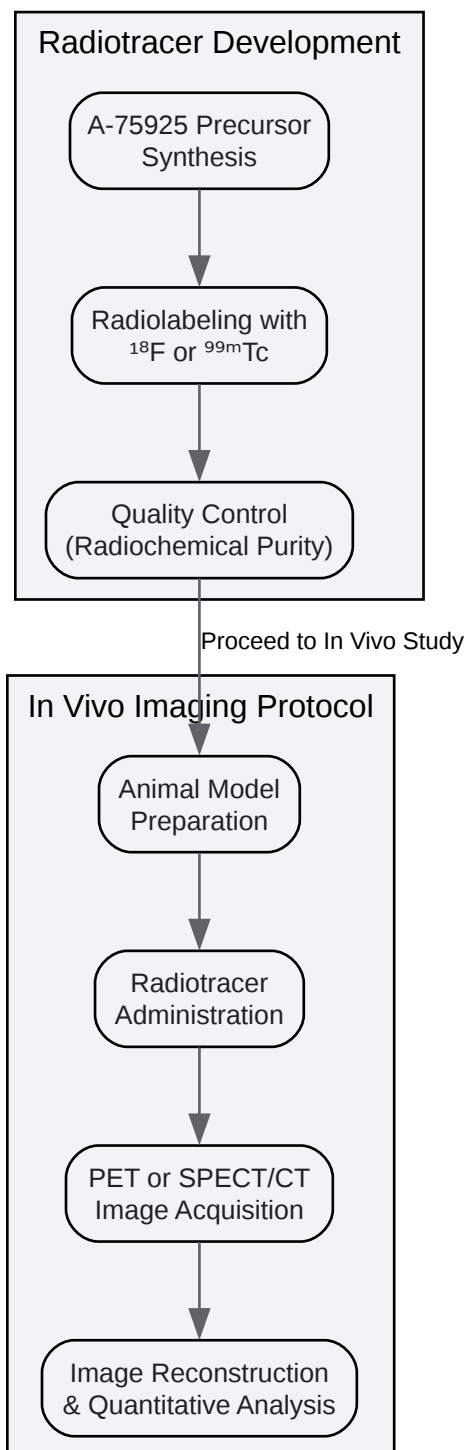 Radiotracer Development
A-75925 Precursor
Synthesis
Radiolabeling with
¹⁸F or ⁹⁹ᵐTc
Quality Control
(Radiochemical Purity)
Proceed to In Vivo Study
In Vivo Imaging Protocol
Animal Model
Preparation
Radiotracer
Administration
PET or SPECT/CT
Image Acquisition
Image Reconstruction
& Quantitative Analysis